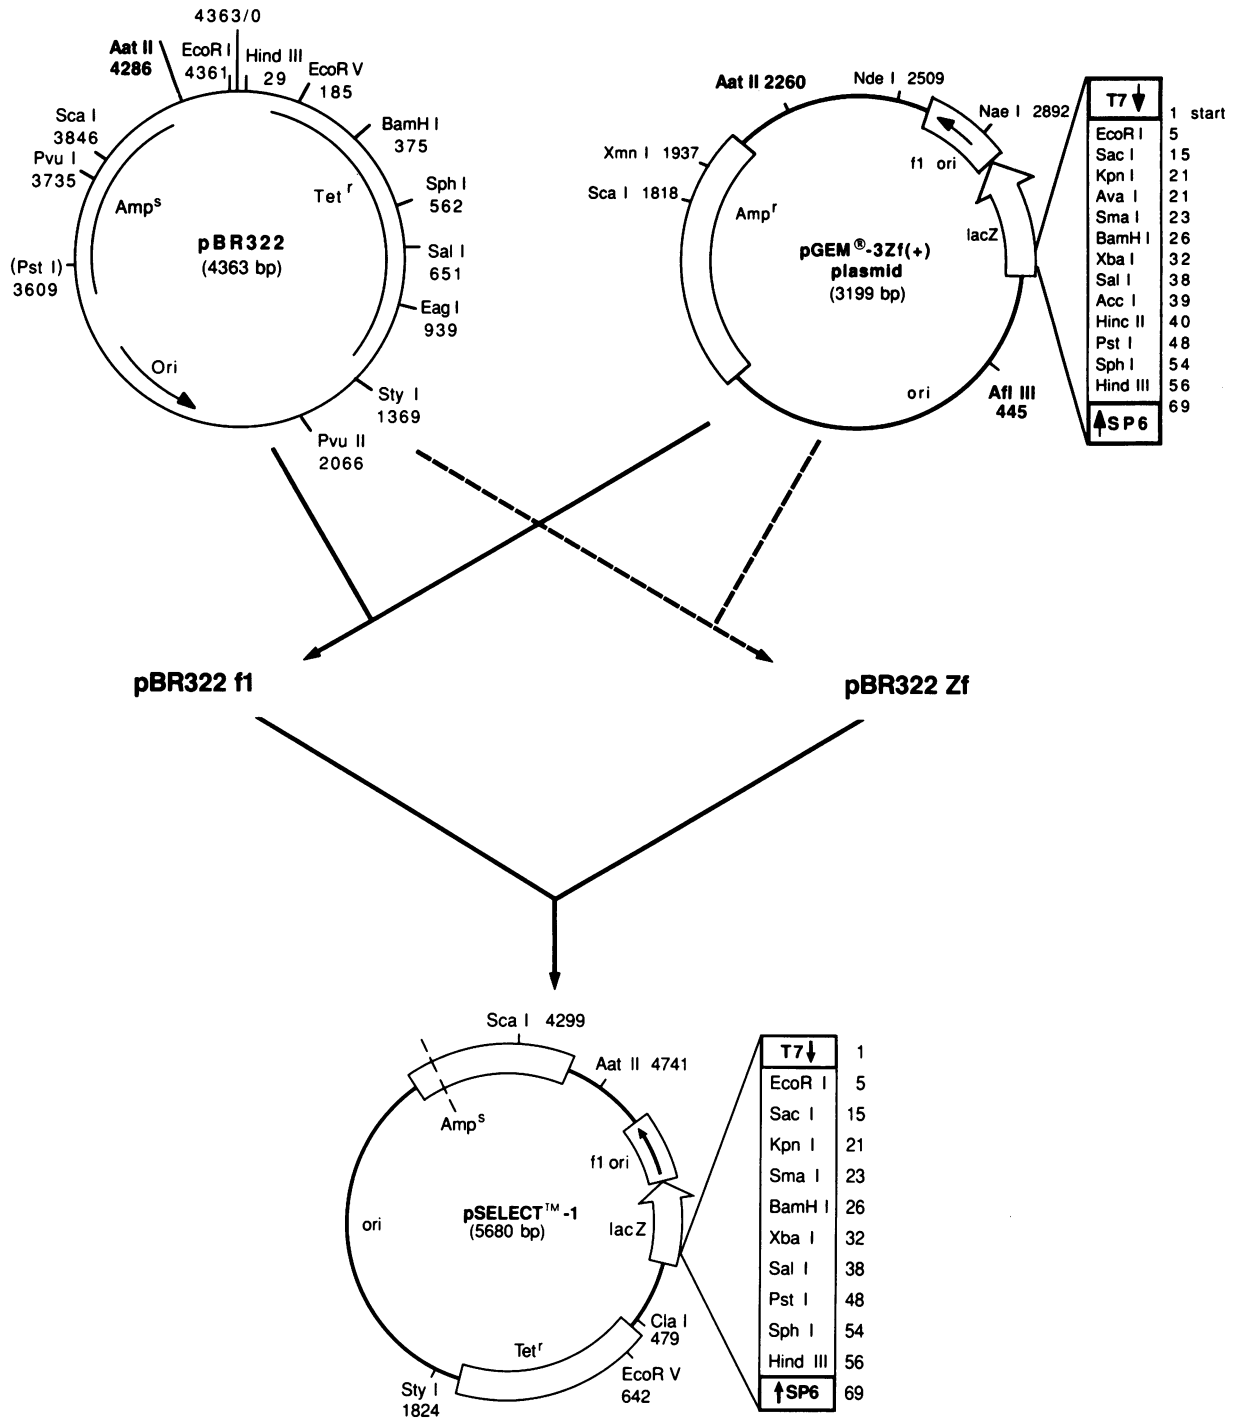 4363/0
Aat II
4286
EcoR I
4361
Hind III
29
EcoR V
185
BamH I
375
Sph I
562
Sal I
651
Eag I
939
Sty I
1369
Pvu II
2066
(Pst I)
3609
Pvu I
3735
Sca I
3846
Amps
Tet r
pBR322
(4363 bp)
Ori
Aat II 2260
Nde I 2509
Nae I 2892
Xmn I 1937
Sca I 1818
Ampr
f1 ori
lacZ
pGEM®-3Zf(+)
plasmid
(3199 bp)
ori
Afl III
445
T7
1 start
EcoR I 5
Sac I 15
Kpn I 21
Ava I 21
Sma I 23
BamH I 26
Xba I 32
Sal I 38
Acc I 39
Hinc II 40
Pst I 48
Sph I 54
Hind III 56
69
SP6
pBR322 f1
pBR322 Zf
Sca I 4299
Aat II 4741
Amps
f1 ori
pSELECT™-1
(5680 bp)
lacZ
ori
Cla I
479
Tetr
EcoR V
642
Sty I
1824
T7 1
EcoR I 5
Sac I 15
Kpn I 21
Sma I 23
BamH I 26
Xba I 32
Sal I 38
Pst I 48
Sph I 54
Hind III 56
SP6 69